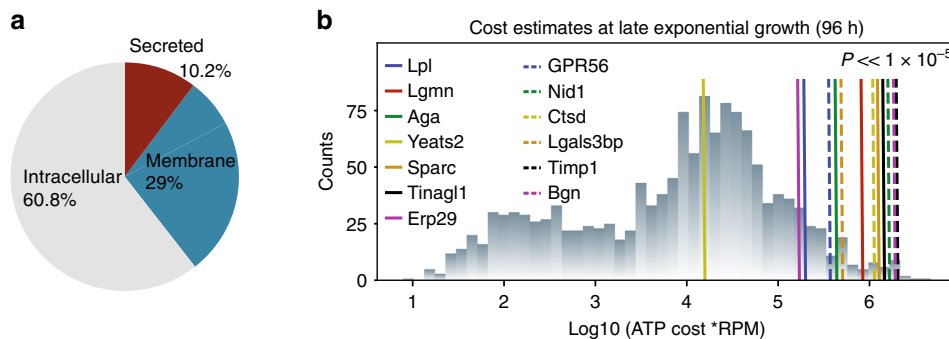 a
Secreted
10.2%
Membrane
29%
Intracellular
60.8%
b
Cost estimates at late exponential growth (96 h)
P << 1 × 10⁻⁵
Lpl
Lgmn
Aga
Yeats2
Sparc
Tinagl1
Erp29
GPR56
Nid1
Ctsd
Lgals3bp
Timp1
Bgn
Counts
75
50
25
0
1 2 3 4 5 6
Log10 (ATP cost *RPM)